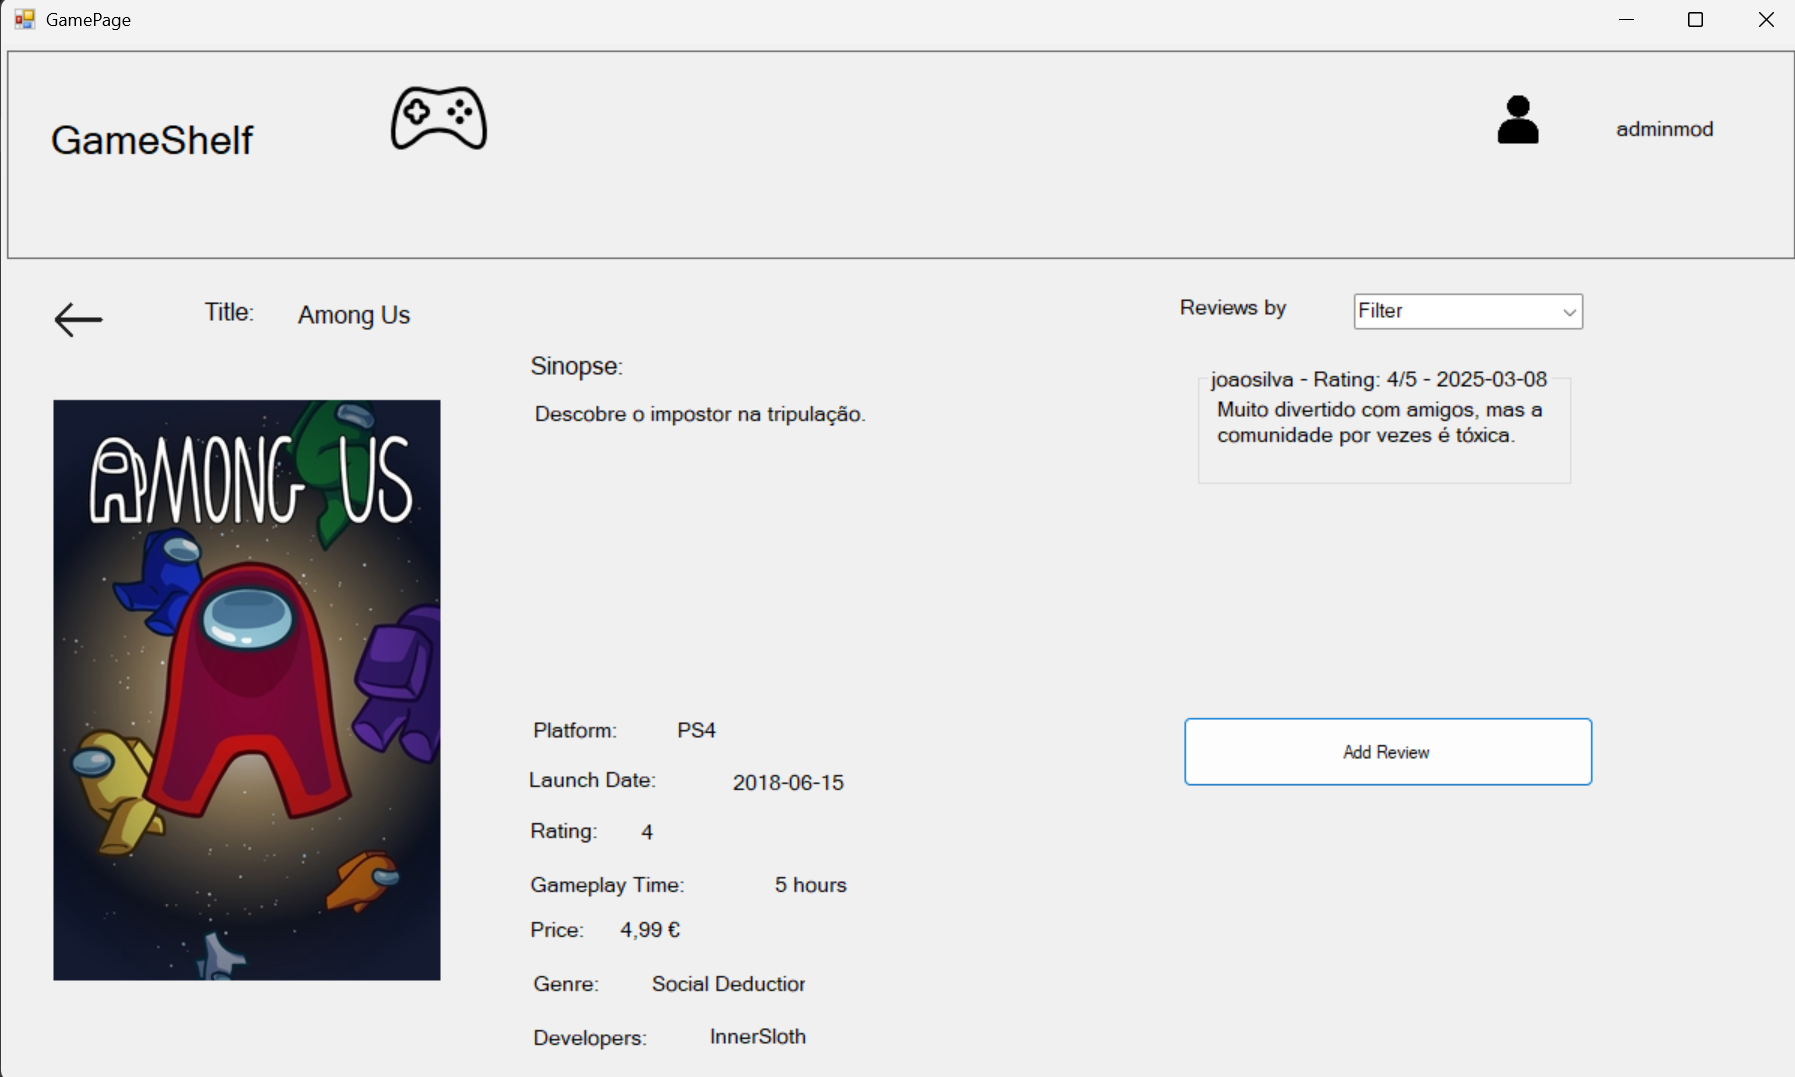 GamePage
GameShelf
adminmod
Title: Among Us
Reviews by Filter
Sinopse:
Descobre o impostor na tripulação.
joaosilva - Rating: 4/5 - 2025-03-08
Muito divertido com amigos, mas a
comunidade por vezes é tóxica.
AMONG US
Platform: PS4
Launch Date: 2018-06-15
Rating: 4
Gameplay Time: 5 hours
Price: 4,99 €
Genre: Social Deduction
Developers: InnerSloth
Add Review